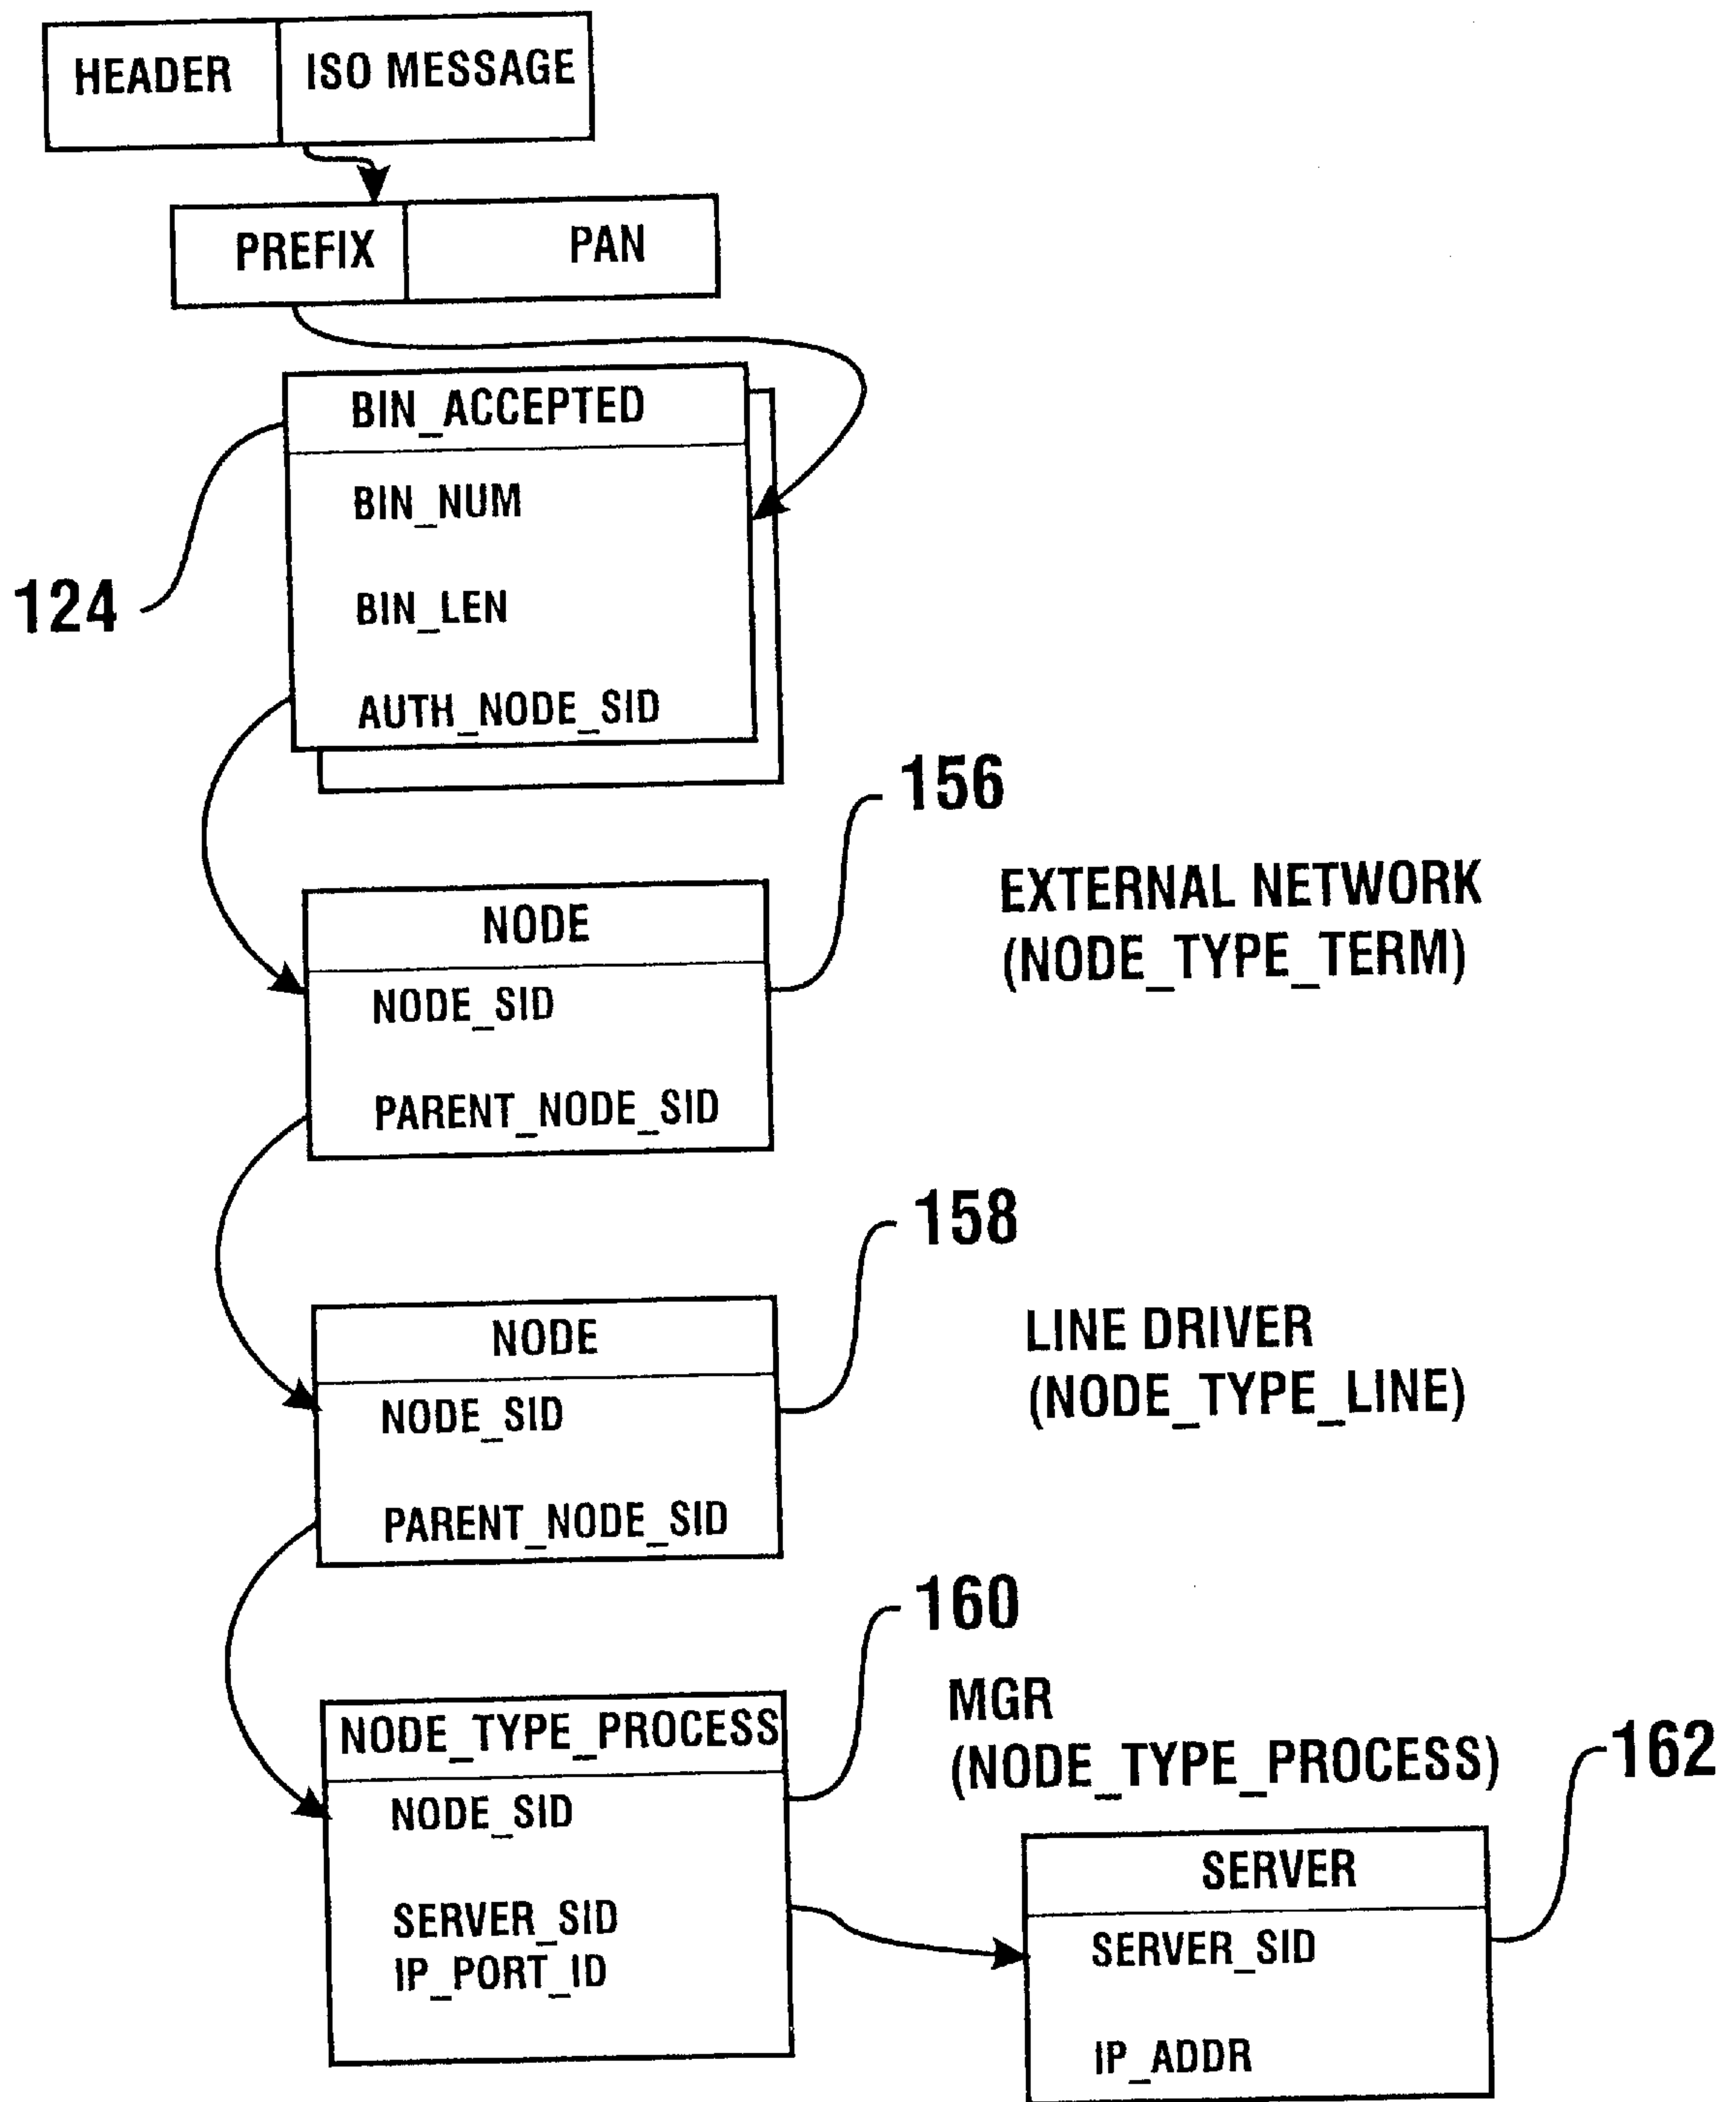 HEADER ISO MESSAGE
PREFIX PAN
BIN_ACCEPTED
BIN_NUM
BIN_LEN
AUTH_NODE_SID
124
156
EXTERNAL NETWORK
(NODE_TYPE_TERM)
NODE
NODE_SID
PARENT_NODE_SID
158
LINE DRIVER
(NODE_TYPE_LINE)
NODE
NODE_SID
PARENT_NODE_SID
160
MGR
(NODE_TYPE_PROCESS)
162
NODE_TYPE_PROCESS
NODE_SID
SERVER_SID
IP_PORT_ID
SERVER
SERVER_SID
IP_ADDR